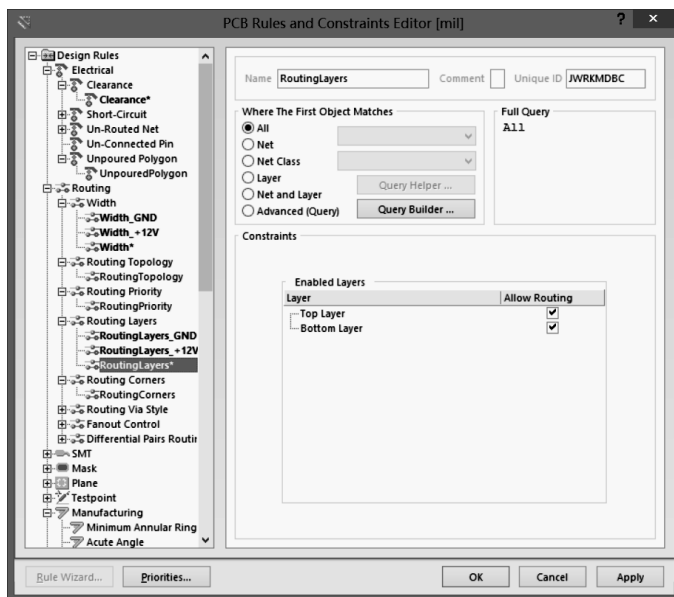 PCB Rules and Constraints Editor [mil]
? x
Design Rules
Electrical
Clearance
Clearance*
Short-Circuit
Un-Routed Net
Un-Connected Pin
Unpoured Polygon
UnpouredPolygon
Routing
Width
Width_GND
Width_+12V
Width*
Routing Topology
RoutingTopology
Routing Priority
RoutingPriority
Routing Layers
RoutingLayers_GND
RoutingLayers_+12V
RoutingLayers*
Routing Corners
RoutingCorners
Routing Via Style
Fanout Control
Differential Pairs Routin
SMT
Mask
Plane
Testpoint
Manufacturing
Minimum Annular Ring
Acute Angle
Name RoutingLayers Comment Unique ID JWRKMDBC
Where The First Object Matches
All
Net
Net Class
Layer
Net and Layer
Advanced (Query)
Query Helper ...
Query Builder ...
Full Query
All
Constraints
Enabled Layers
Layer Allow Routing
Top Layer
Bottom Layer
Rule Wizard... Priorities... OK Cancel Apply